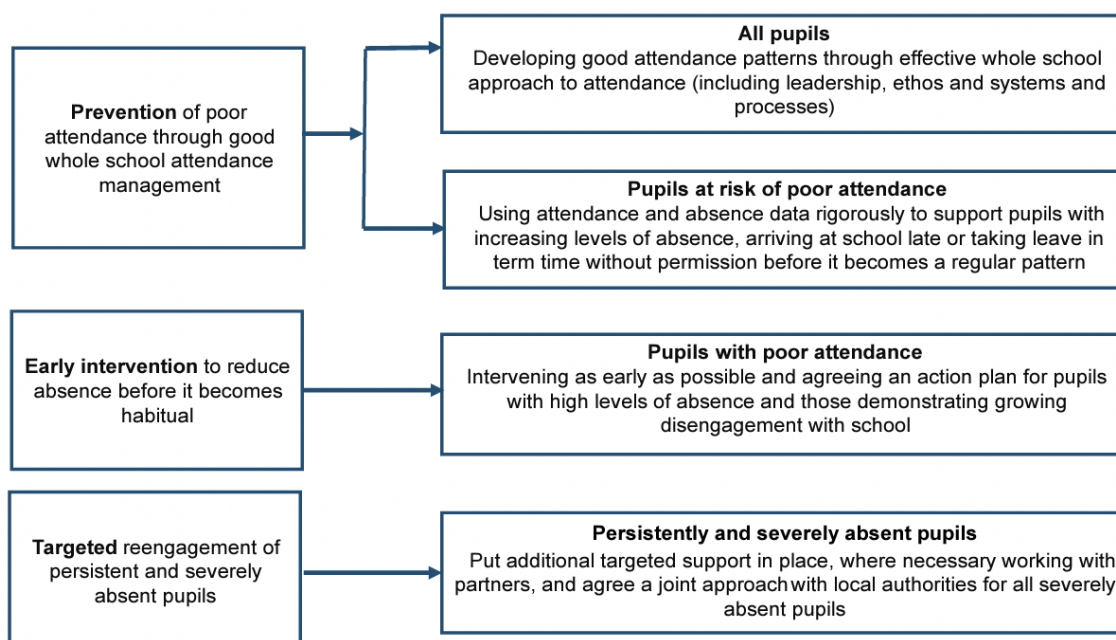 Prevention of poor
attendance through good
whole school attendance
management
All pupils
Developing good attendance patterns through effective whole school
approach to attendance (including leadership, ethos and systems and
processes)
Pupils at risk of poor attendance
Using attendance and absence data rigorously to support pupils with
increasing levels of absence, arriving at school late or taking leave in
term time without permission before it becomes a regular pattern
Early intervention to reduce
absence before it becomes
habitual
Pupils with poor attendance
Intervening as early as possible and agreeing an action plan for pupils
with high levels of absence and those demonstrating growing
disengagement with school
Targeted reengagement of
persistent and severely
absent pupils
Persistently and severely absent pupils
Put additional targeted support in place, where necessary working with
partners, and agree a joint approach with local authorities for all severely
absent pupils